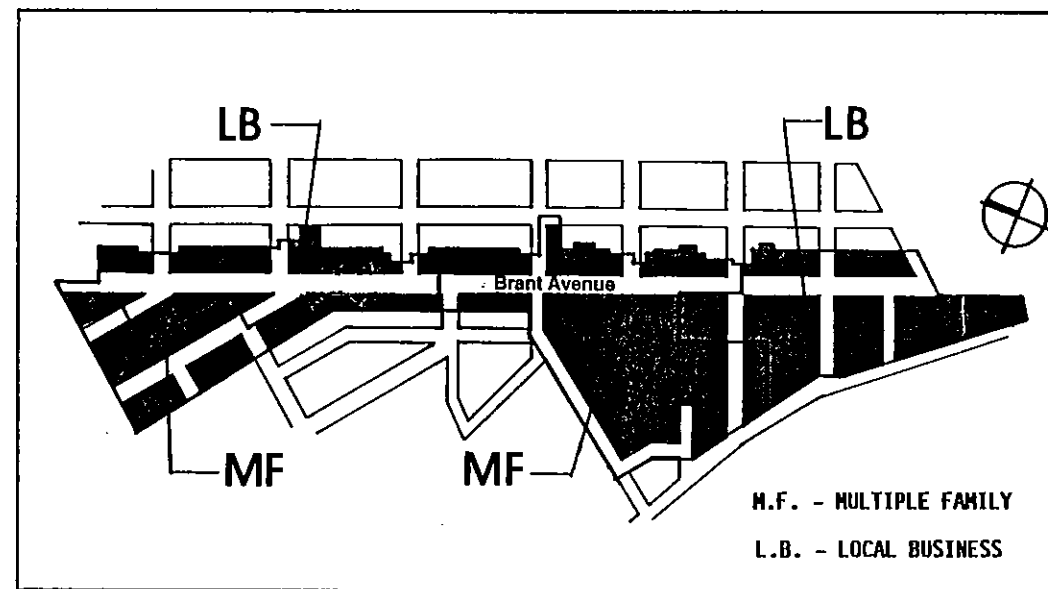 LB
LB
Brant Avenue
MF
MF
M.F. - MULTIPLE FAMILY
L.B. - LOCAL BUSINESS